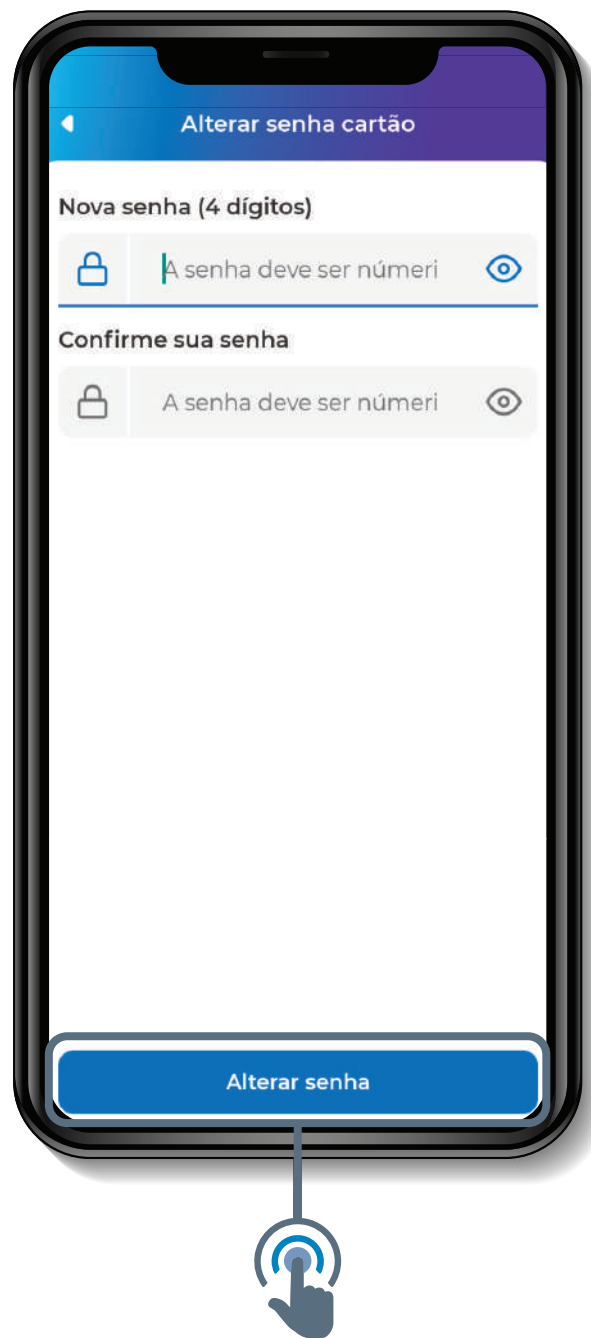 Alterar senha cartão
Nova senha (4 dígitos)
A senha deve ser númeri
Confirme sua senha
A senha deve ser númeri
Alterar senha